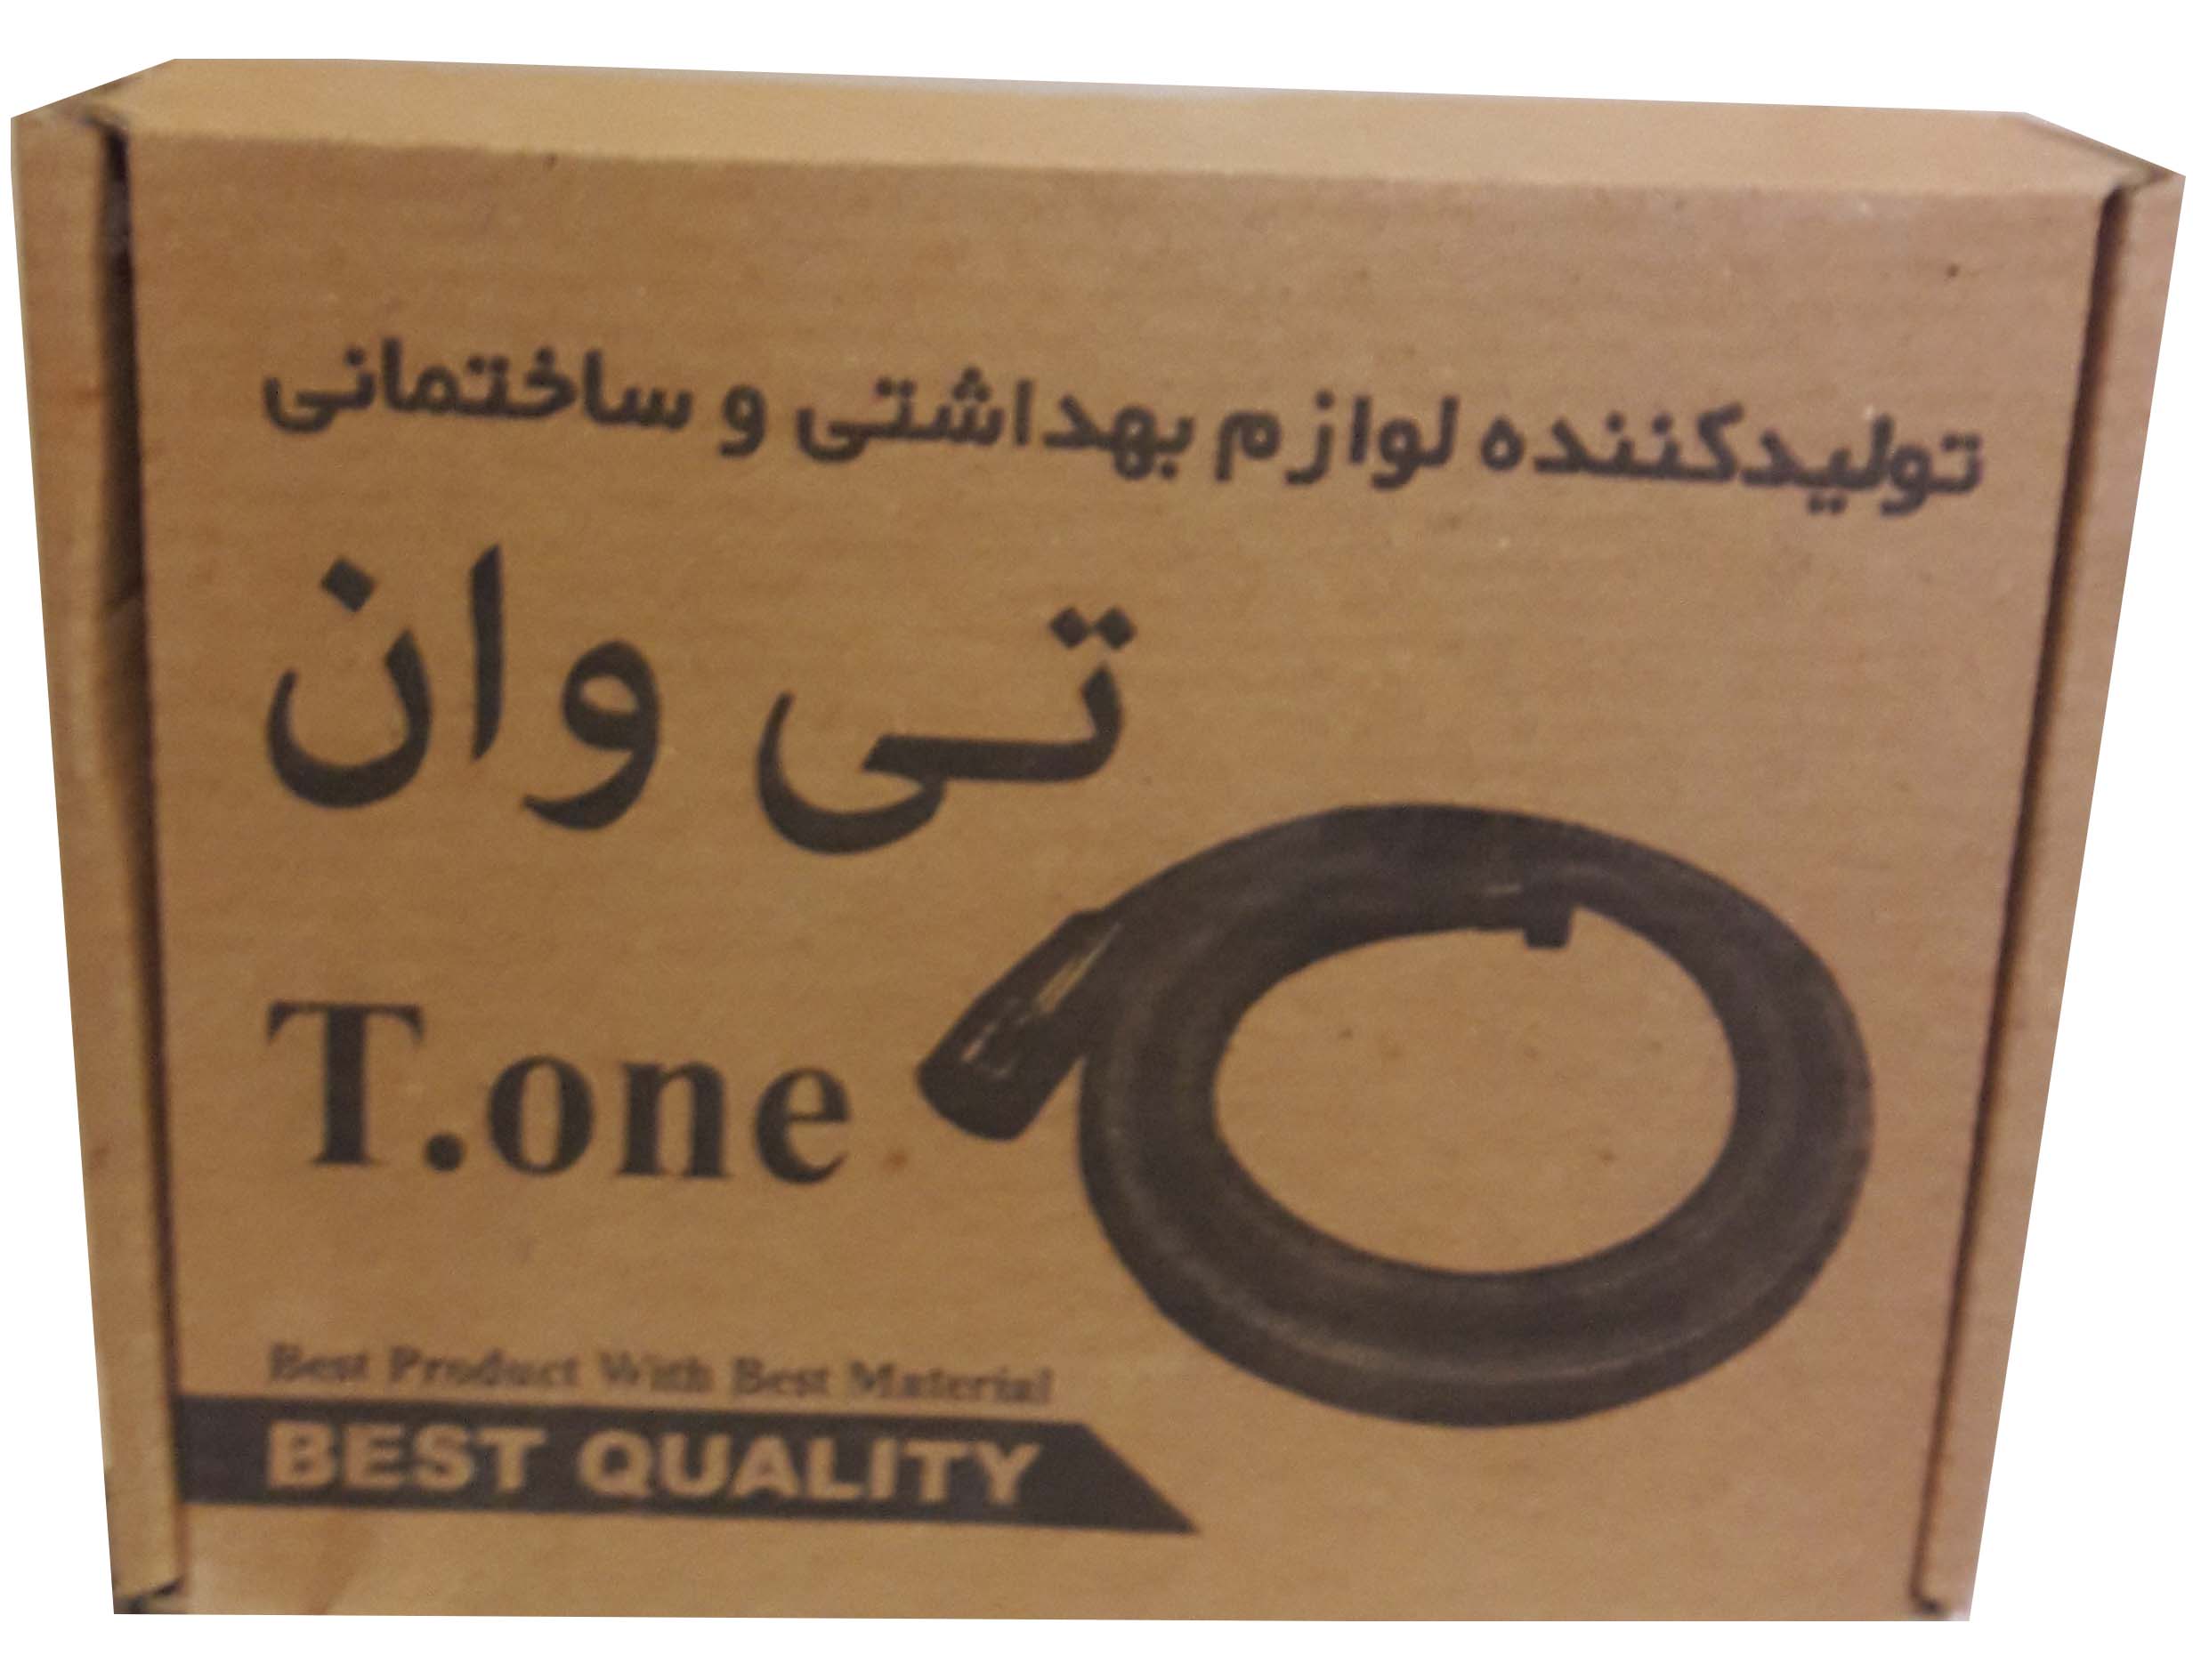 تولیدکننده لوازم بهداشتی و ساختمانی
تی وان
T.one
Best Product With Best Material
BEST QUALITY